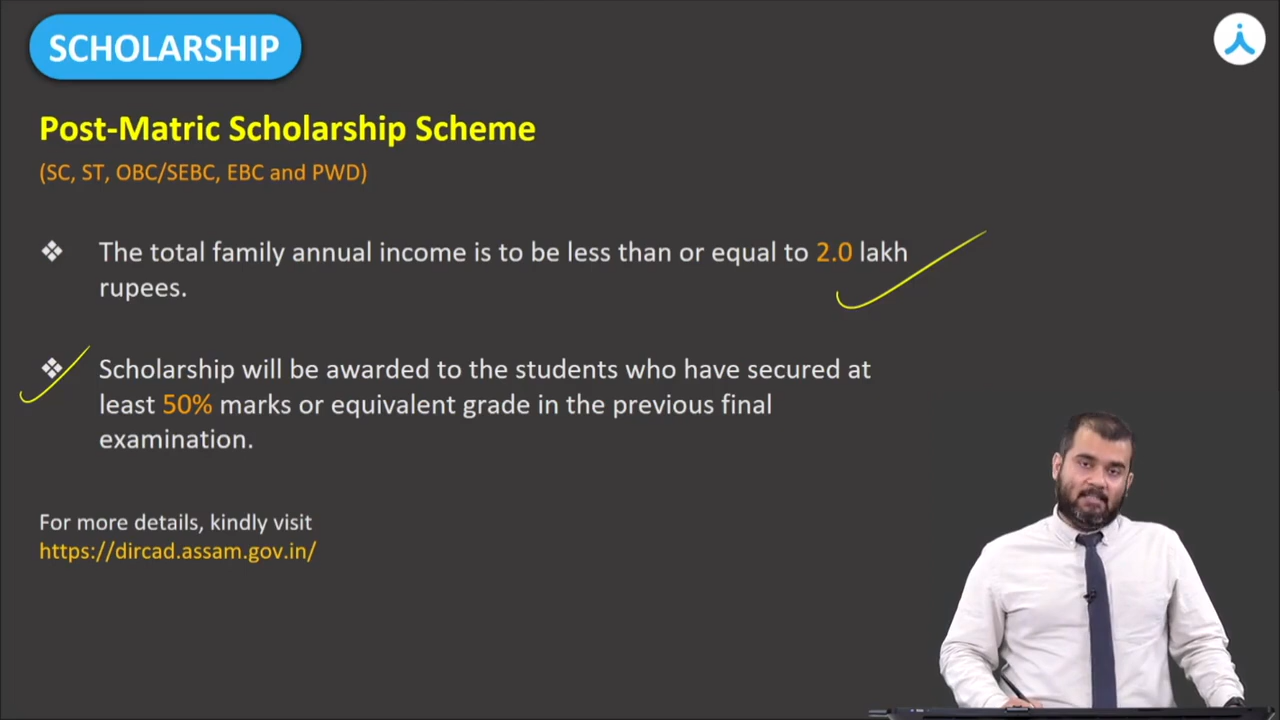 SCHOLARSHIP
Post-Matric Scholarship Scheme
(SC, ST, OBC/SEBC, EBC and PWD)
❖ The total family annual income is to be less than or equal to 2.0 lakh
rupees.
❖ Scholarship will be awarded to the students who have secured at
least 50% marks or equivalent grade in the previous final
examination.
For more details, kindly visit
https://dircad.assam.gov.in/